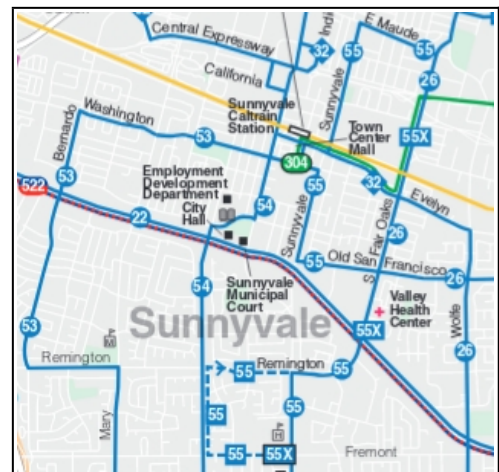 E Maude
Central Expressway
Indi
32
55
55
26
California
Sunnyvale
Washington
Sunnyvale
Caltrain
Station
53
Town
Center
Mall
55X
Bernardo
304
Employment
Development
Department
53
55
32
Evelyn
522
City
Hall
54
22
Sunnyvale
S Fair Oaks
26
55
Old San Francisco
26
Sunnyvale
Municipal
Court
54
Valley
Health
Center
Wolfe
53
Sunnyvale
55X
Remington
Remington
55
55
26
Mary
55
55
55
55X
Fremont